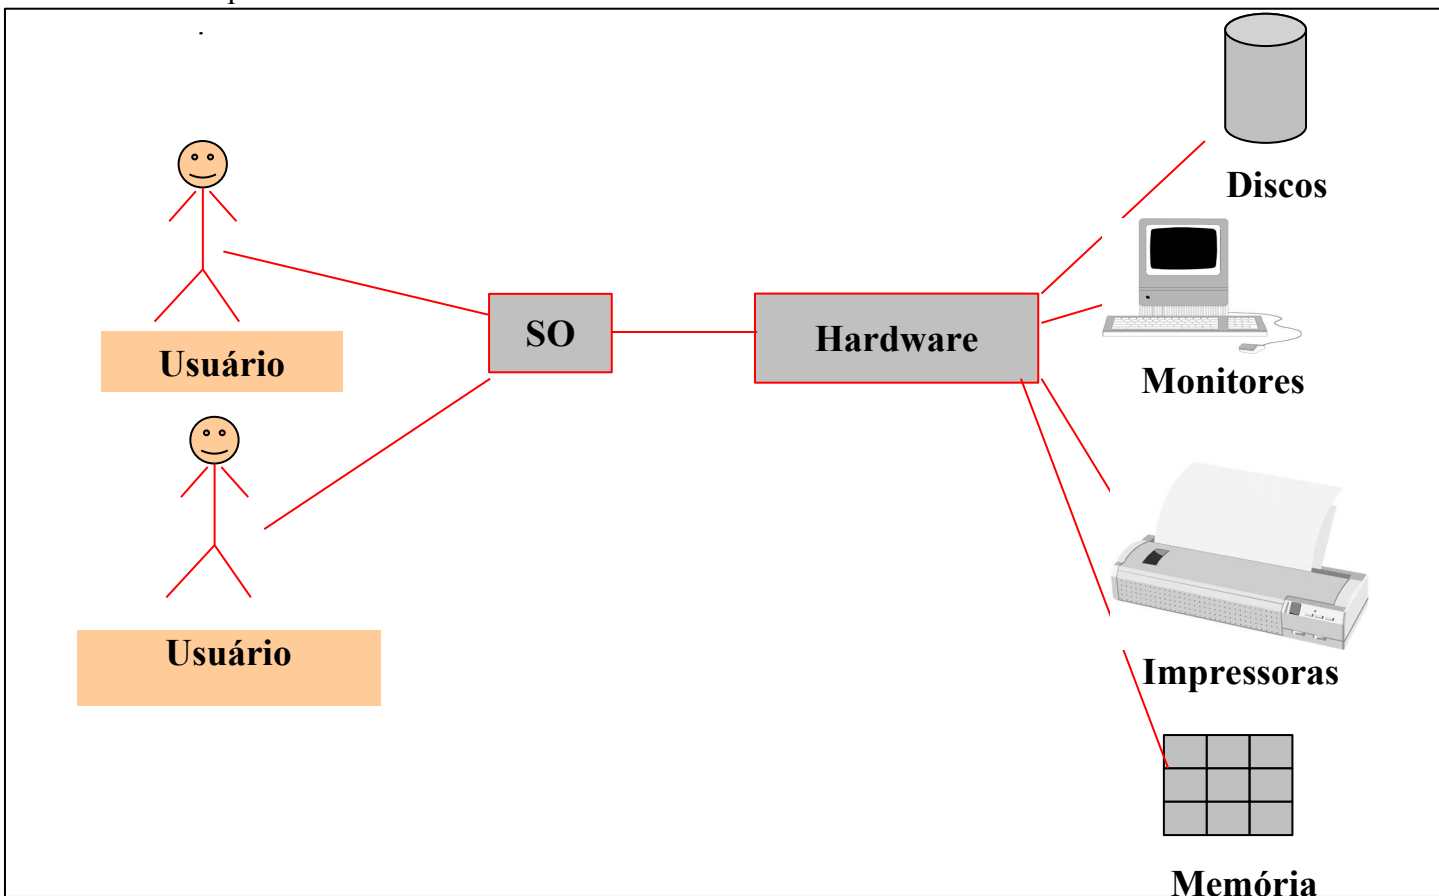 Discos
Usuário
SO
Hardware
Monitores
Usuário
Impressoras
Memória